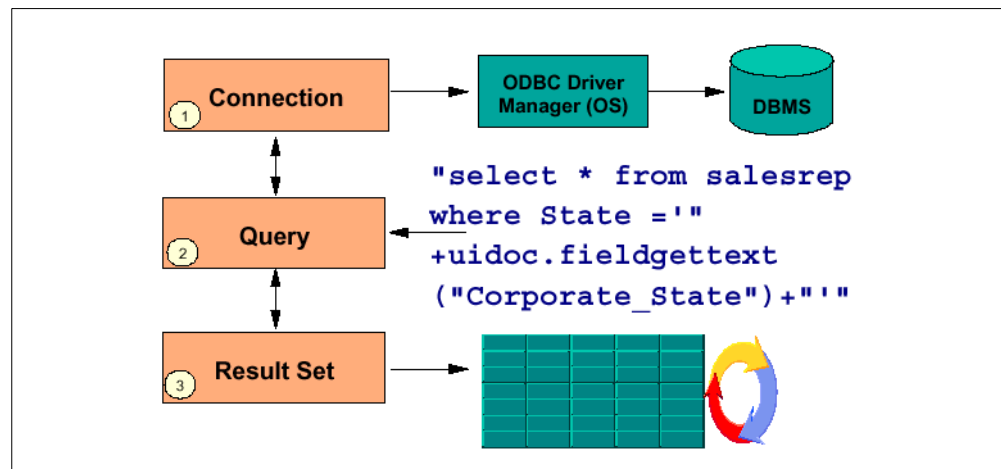 Connection
1
ODBC Driver
Manager (OS)
DBMS
"select * from salesrep
where State ='"
+uidoc.fieldgettext
("Corporate_State")+"'"
Query
2
Result Set
3